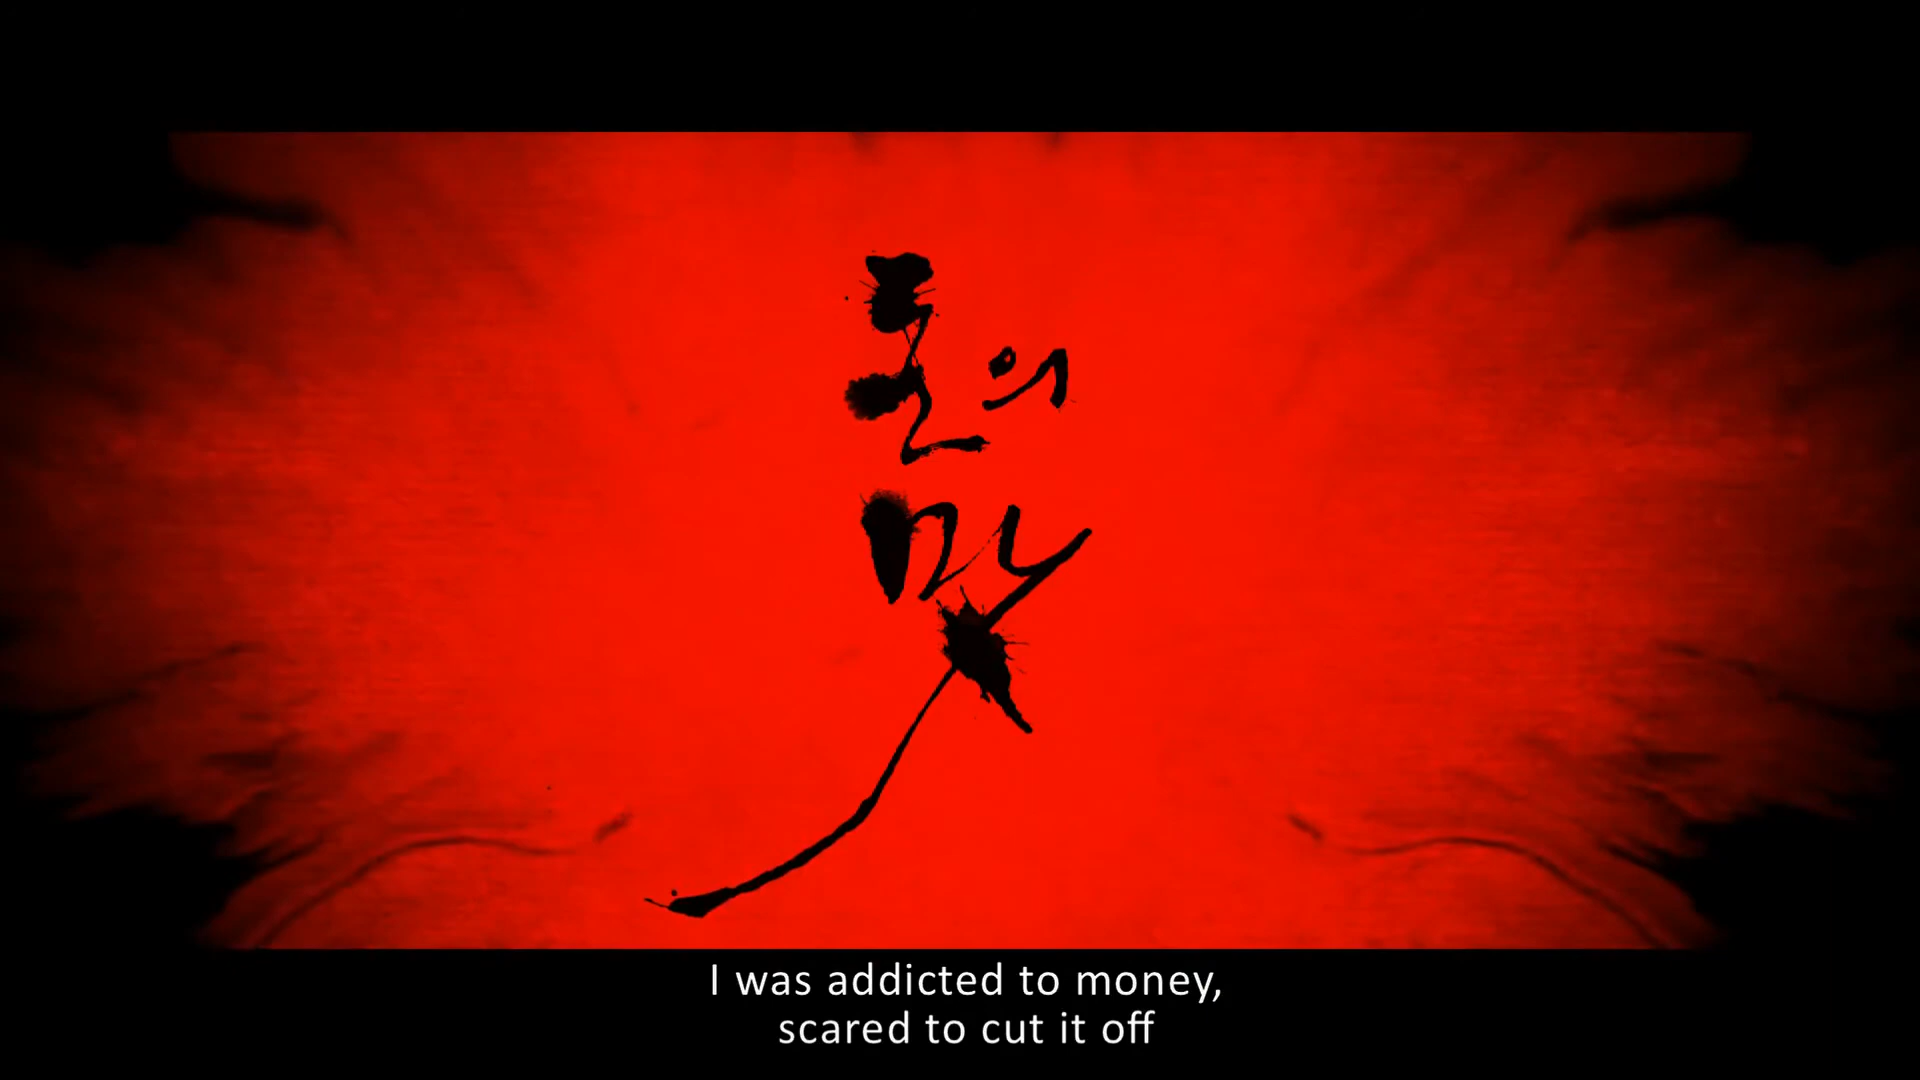 돈의
맛
I was addicted to money,
scared to cut it off